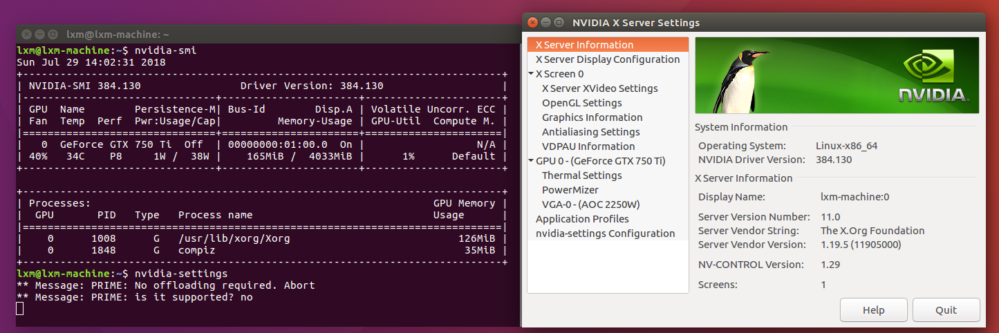 lxm@lxm-machine: ~
lxm@lxm-machine:~$ nvidia-smi
Sun Jul 29 14:02:31 2018
+-----------------------------------------------------------------------------+
| NVIDIA-SMI 384.130                Driver Version: 384.130                   |
|-------------------------------+----------------------+----------------------+
| GPU  Name        Persistence-M| Bus-Id        Disp.A | Volatile Uncorr. ECC |
| Fan  Temp  Perf  Pwr:Usage/Cap|         Memory-Usage | GPU-Util  Compute M. |
|===============================+======================+======================|
|   0  GeForce GTX 750 Ti  Off  | 00000000:01:00.0  On |                  N/A |
| 40%   34C    P8     1W /  38W |    165MiB /  4033MiB |      1%      Default |
+-------------------------------+----------------------+----------------------+
+-----------------------------------------------------------------------------+
| Processes:                                                       GPU Memory |
|  GPU       PID   Type   Process name                             Usage      |
|=============================================================================|
|    0      1008      G   /usr/lib/xorg/Xorg                           126MiB |
|    0      1848      G   compiz                                        35MiB |
+-----------------------------------------------------------------------------+
lxm@lxm-machine:~$ nvidia-settings
** Message: PRIME: No offloading required. Abort
** Message: PRIME: is it supported? no
NVIDIA X Server Settings
X Server Information
X Server Display Configuration
X Screen 0
X Server XVideo Settings
OpenGL Settings
Graphics Information
Antialiasing Settings
VDPAU Information
GPU 0 - (GeForce GTX 750 Ti)
Thermal Settings
PowerMizer
VGA-0 - (AOC 2250W)
Application Profiles
nvidia-settings Configuration
NVIDIA.
System Information
Operating System: Linux-x86_64
NVIDIA Driver Version: 384.130
X Server Information
Display Name: lxm-machine:0
Server Version Number: 11.0
Server Vendor String: The X.Org Foundation
Server Vendor Version: 1.19.5 (11905000)
NV-CONTROL Version: 1.29
Screens: 1
Help Quit